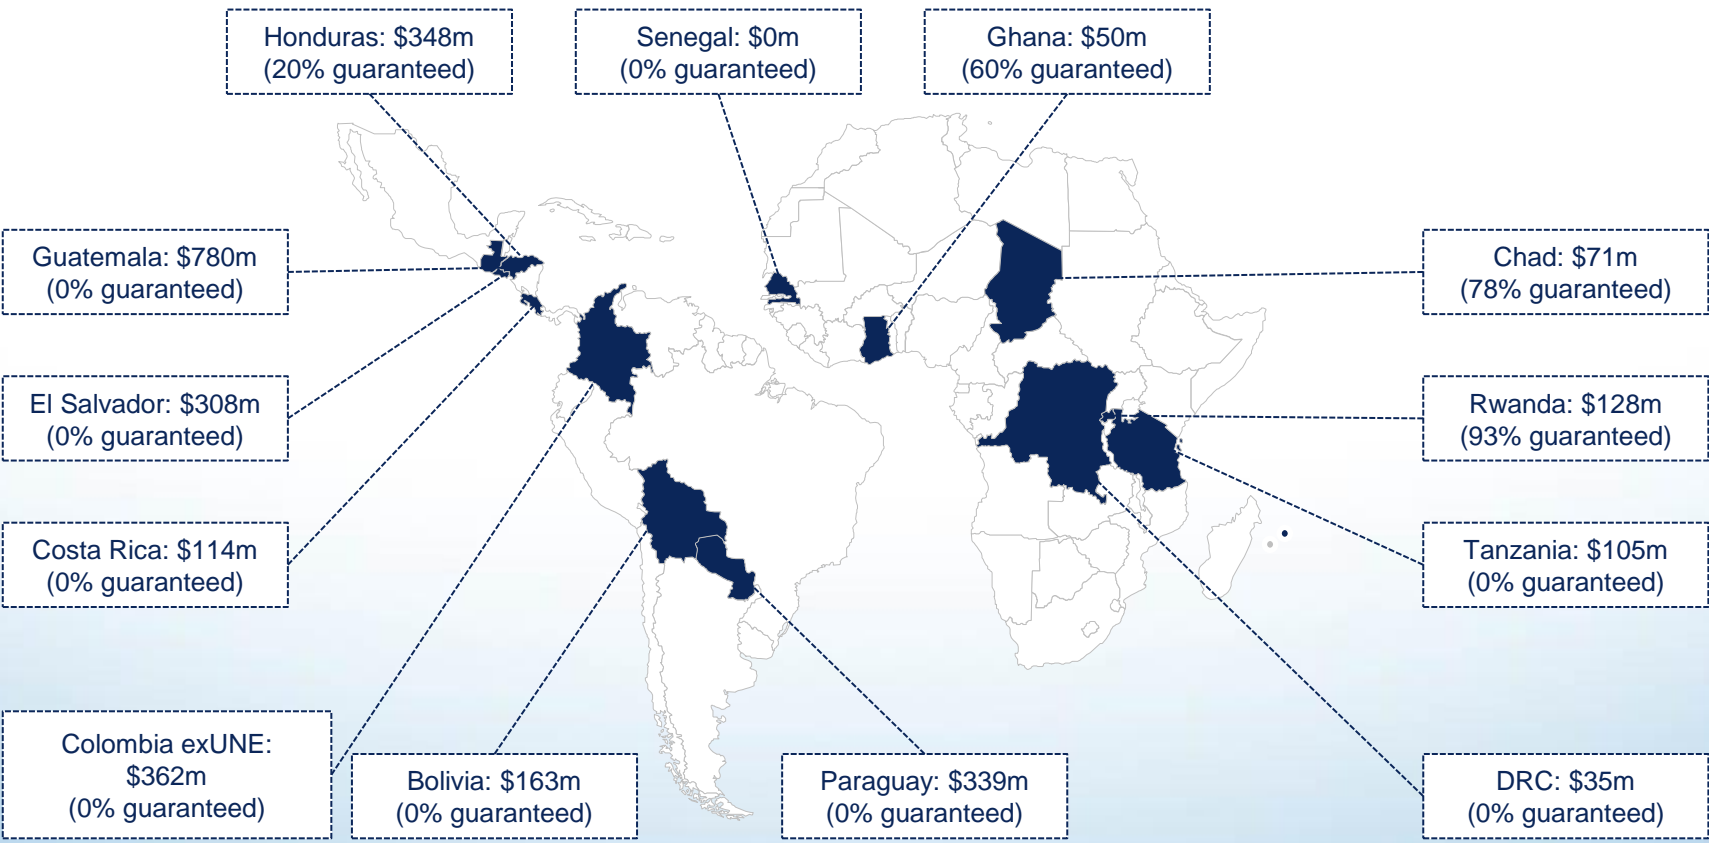 Honduras: $348m
(20% guaranteed)
Senegal: $0m
(0% guaranteed)
Ghana: $50m
(60% guaranteed)
Guatemala: $780m
(0% guaranteed)
Chad: $71m
(78% guaranteed)
El Salvador: $308m
(0% guaranteed)
Rwanda: $128m
(93% guaranteed)
Costa Rica: $114m
(0% guaranteed)
Tanzania: $105m
(0% guaranteed)
Colombia exUNE:
$362m
(0% guaranteed)
Bolivia: $163m
(0% guaranteed)
Paraguay: $339m
(0% guaranteed)
DRC: $35m
(0% guaranteed)